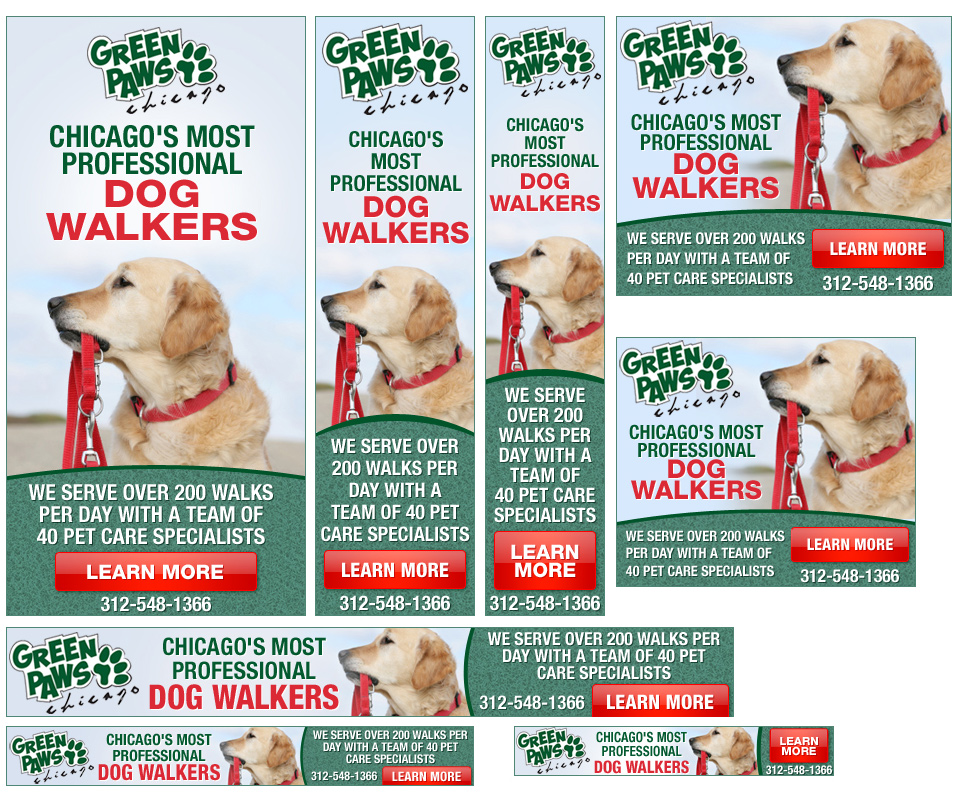 GREEN
PAWS
chicago
CHICAGO'S MOST
PROFESSIONAL
DOG
WALKERS
WE SERVE OVER 200 WALKS
PER DAY WITH A TEAM OF
40 PET CARE SPECIALISTS
LEARN MORE
312-548-1366
GREEN
PAWS
chicago
CHICAGO'S
MOST
PROFESSIONAL
DOG
WALKERS
WE SERVE OVER
200 WALKS PER
DAY WITH A
TEAM OF 40 PET
CARE SPECIALISTS
LEARN MORE
312-548-1366
GREEN
PAWS
chicago
CHICAGO'S
MOST
PROFESSIONAL
DOG
WALKERS
WE SERVE
OVER 200
WALKS PER
DAY WITH A
TEAM OF
40 PET CARE
SPECIALISTS
LEARN
MORE
312-548-1366
GREEN
PAWS
chicago
CHICAGO'S MOST
PROFESSIONAL
DOG
WALKERS
WE SERVE OVER 200 WALKS
PER DAY WITH A TEAM OF
40 PET CARE SPECIALISTS
LEARN MORE
312-548-1366
GREEN
PAWS
chicago
CHICAGO'S MOST
PROFESSIONAL
DOG
WALKERS
WE SERVE OVER 200 WALKS
PER DAY WITH A TEAM OF
40 PET CARE SPECIALISTS
LEARN MORE
312-548-1366
GREEN
PAWS
chicago
CHICAGO'S MOST
PROFESSIONAL
DOG WALKERS
WE SERVE OVER 200 WALKS PER
DAY WITH A TEAM OF 40 PET
CARE SPECIALISTS
312-548-1366 LEARN MORE
GREEN
PAWS
chicago
CHICAGO'S MOST
PROFESSIONAL
DOG WALKERS
WE SERVE OVER 200 WALKS PER
DAY WITH A TEAM OF 40 PET
CARE SPECIALISTS
312-548-1366 LEARN MORE
GREEN
PAWS
chicago
CHICAGO'S MOST
PROFESSIONAL
DOG WALKERS
LEARN
MORE
312-548-1366